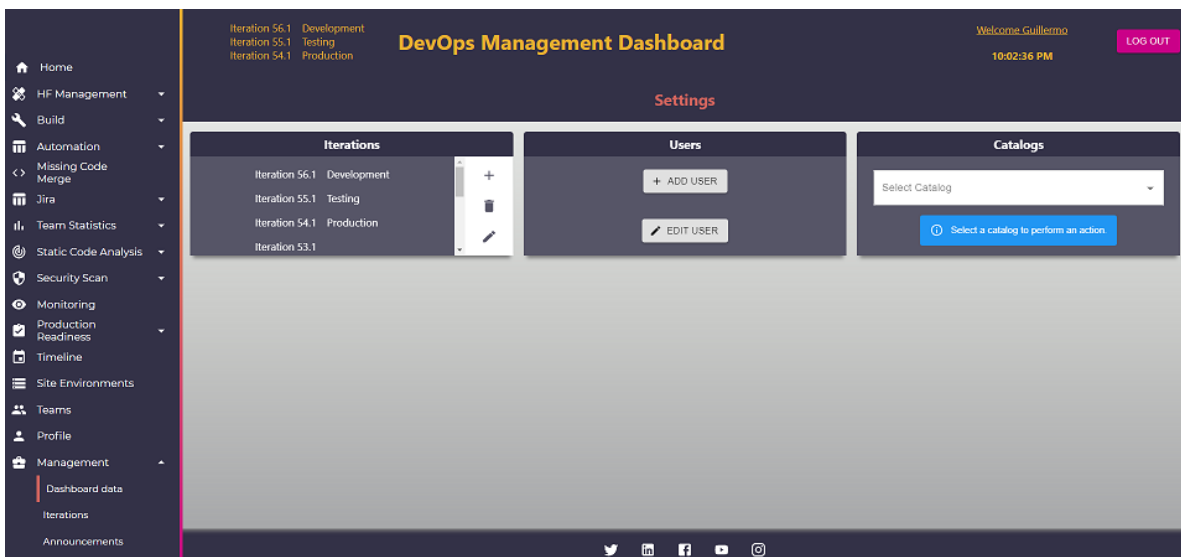 Iteration 56.1 Development
Iteration 55.1 Testing
Iteration 54.1 Production
DevOps Management Dashboard
Welcome Guillermo
10:02:36 PM
LOG OUT
Home
HF Management
Build
Automation
Missing Code
Merge
Jira
Team Statistics
Static Code Analysis
Security Scan
Monitoring
Production
Readiness
Timeline
Site Environments
Teams
Profile
Management
Dashboard data
Iterations
Announcements
Settings
Iterations
Iteration 56.1 Development
Iteration 55.1 Testing
Iteration 54.1 Production
Iteration 53.1
Users
+ ADD USER
EDIT USER
Catalogs
Select Catalog
Select a catalog to perform an action.